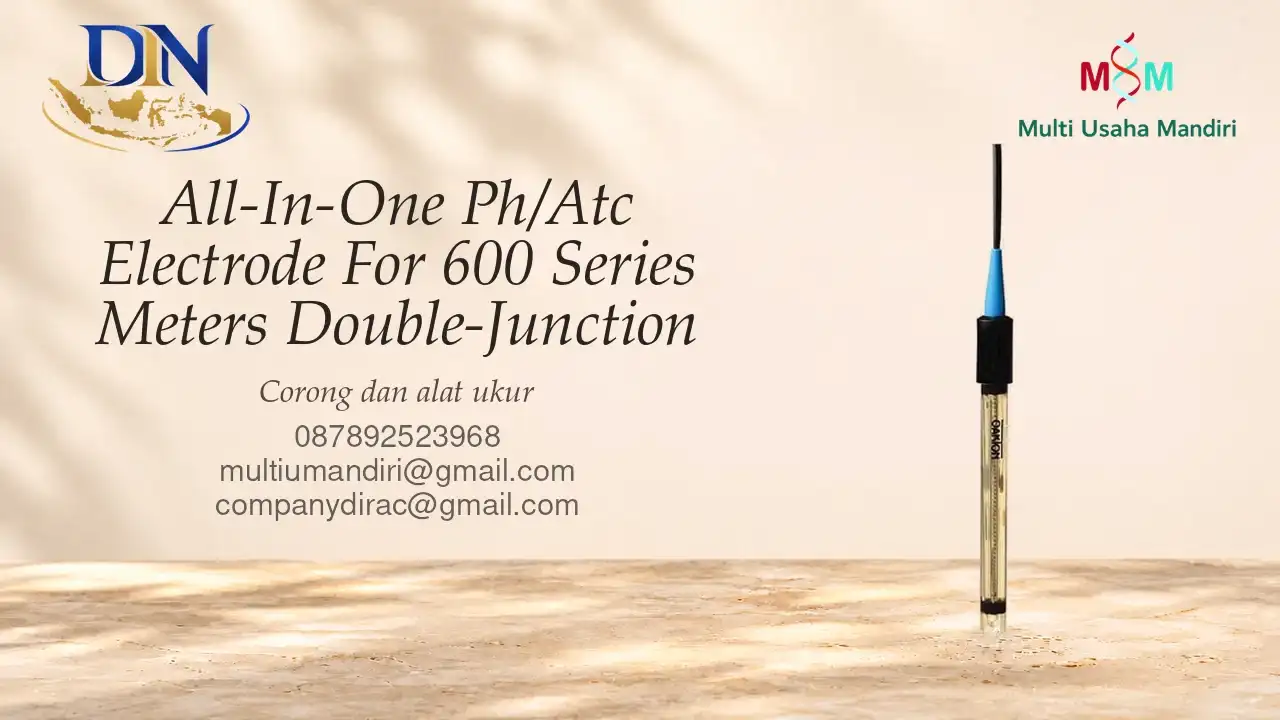 DIN
M M
Multi Usaha Mandiri
All-In-One Ph/Atc
Electrode For 600 Series
Meters Double-Junction
Corong dan alat ukur
087892523968
multiumandiri@gmail.com
companydirac@gmail.com
OAKTON